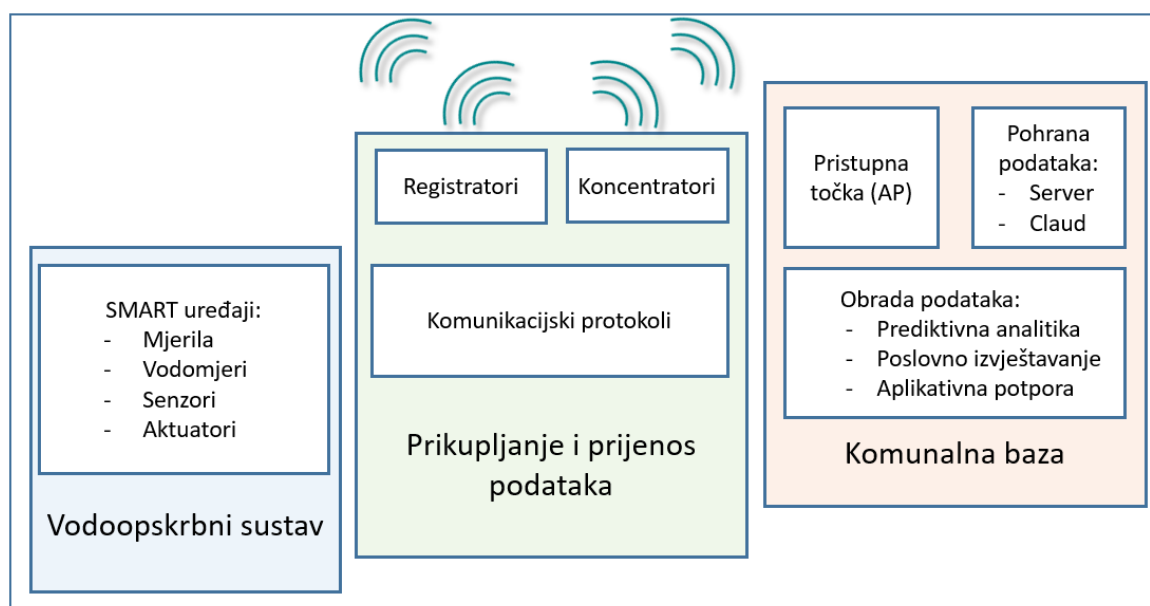 SMART uređaji:
- Mjerila
- Vodomjeri
- Senzori
- Aktuatori
Vodoopskrbni sustav
Registratori
Koncentratori
Komunikacijski protokoli
Prikupljanje i prijenos
podataka
Pristupna
točka (AP)
Pohrana
podataka:
- Server
- Claud
Obrada podataka:
- Prediktivna analitika
- Poslovno izvještavanje
- Aplikativna potpora
Komunalna baza